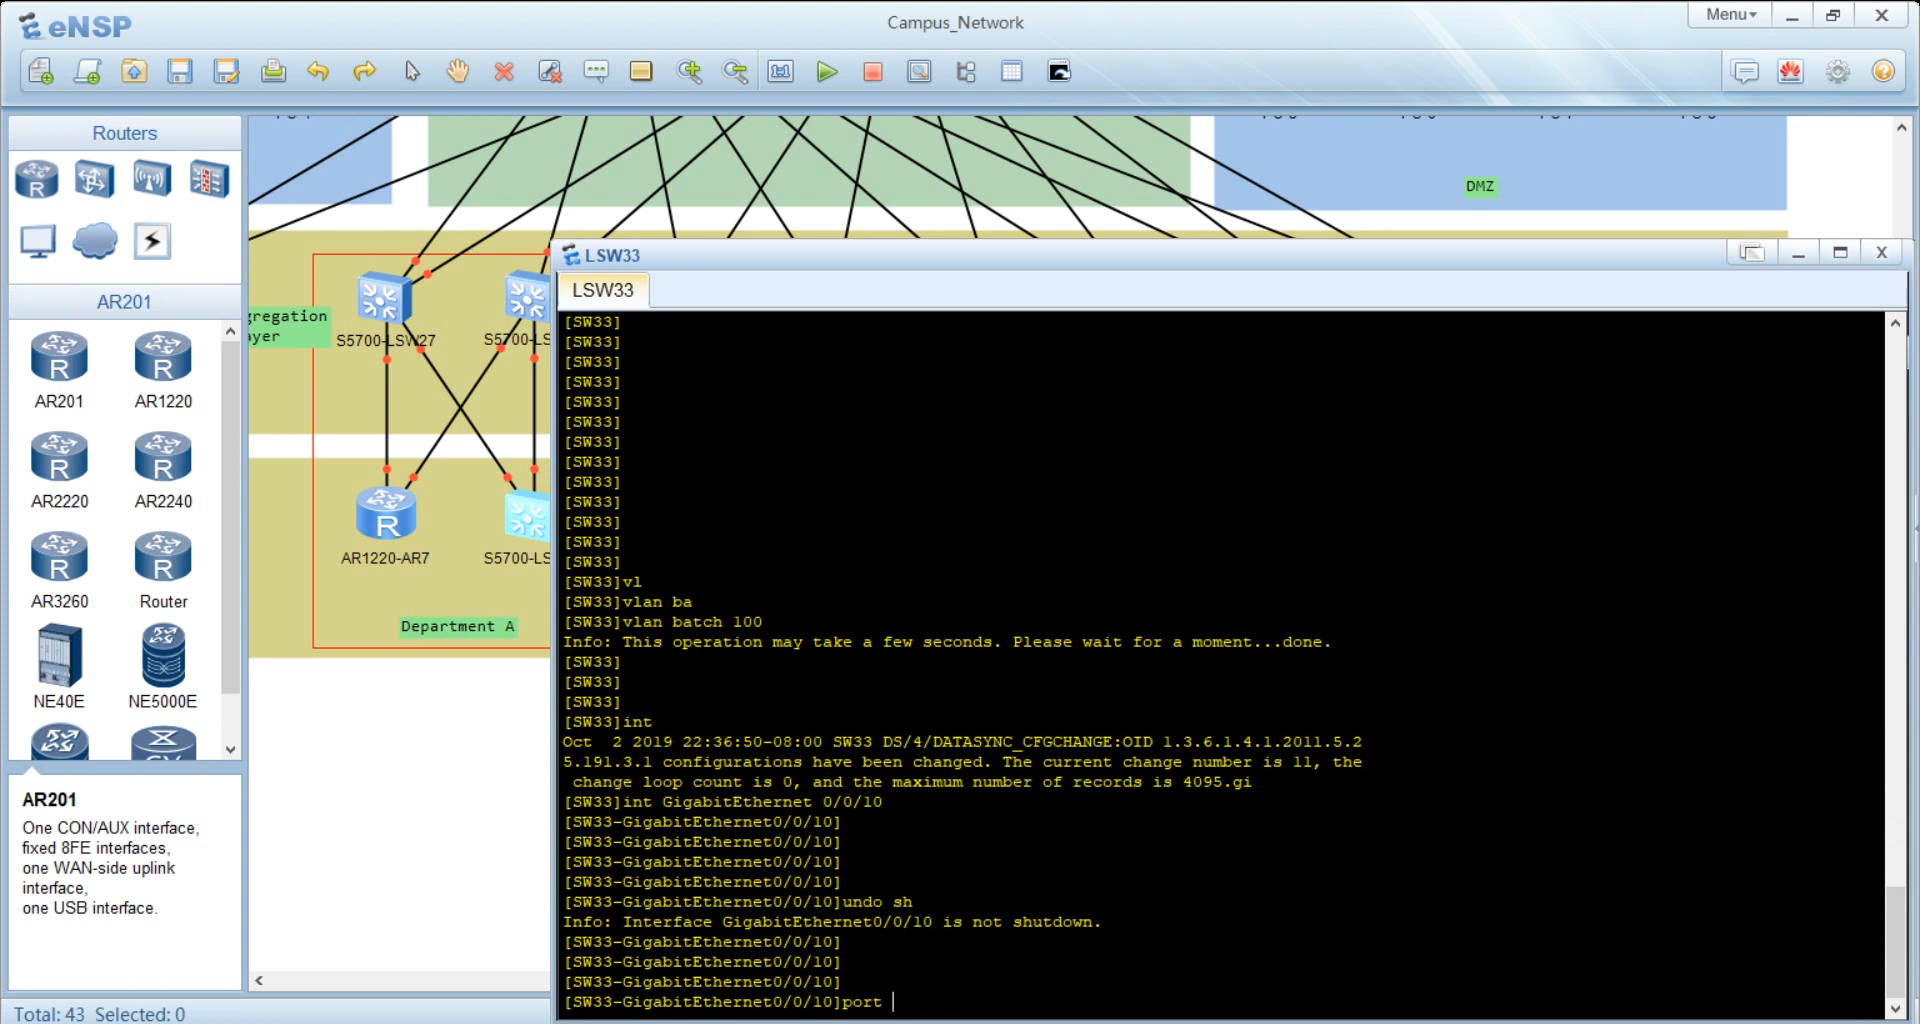 eNSP
Campus_Network
Menu
Routers
AR201
AR201
AR1220
AR2220
AR2240
AR3260
Router
NE40E
NE5000E
AR201
One CON/AUX interface,
fixed 8FE interfaces,
one WAN-side uplink
interface,
one USB interface.
Total: 43 Selected: 0
DMZ
gregation
ayer
S5700-LSW27
S5700-LS
AR1220-AR7
S5700-LS
Department A
LSW33
LSW33
[SW33]
[SW33]
[SW33]
[SW33]
[SW33]
[SW33]
[SW33]
[SW33]
[SW33]
[SW33]
[SW33]
[SW33]
[SW33]
[SW33]vl
[SW33]vlan ba
[SW33]vlan batch 100
Info: This operation may take a few seconds. Please wait for a moment...done.
[SW33]
[SW33]
[SW33]
[SW33]int
Oct  2 2019 22:36:50-08:00 SW33 DS/4/DATASYNC_CFGCHANGE:OID 1.3.6.1.4.1.2011.5.2
5.191.3.1 configurations have been changed. The current change number is 11, the
change loop count is 0, and the maximum number of records is 4095.gi
[SW33]int GigabitEthernet 0/0/10
[SW33-GigabitEthernet0/0/10]
[SW33-GigabitEthernet0/0/10]
[SW33-GigabitEthernet0/0/10]
[SW33-GigabitEthernet0/0/10]
[SW33-GigabitEthernet0/0/10]undo sh
Info: Interface GigabitEthernet0/0/10 is not shutdown.
[SW33-GigabitEthernet0/0/10]
[SW33-GigabitEthernet0/0/10]
[SW33-GigabitEthernet0/0/10]
[SW33-GigabitEthernet0/0/10]port